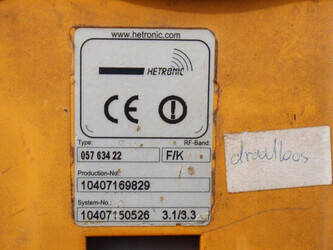 www.hetronic.com
HETRONIC
CE
Type: RF-Band:
057 634 22 F/K
draadloos
Production-No:
10407169829
System-No.:
10407150526 3.1/3.3